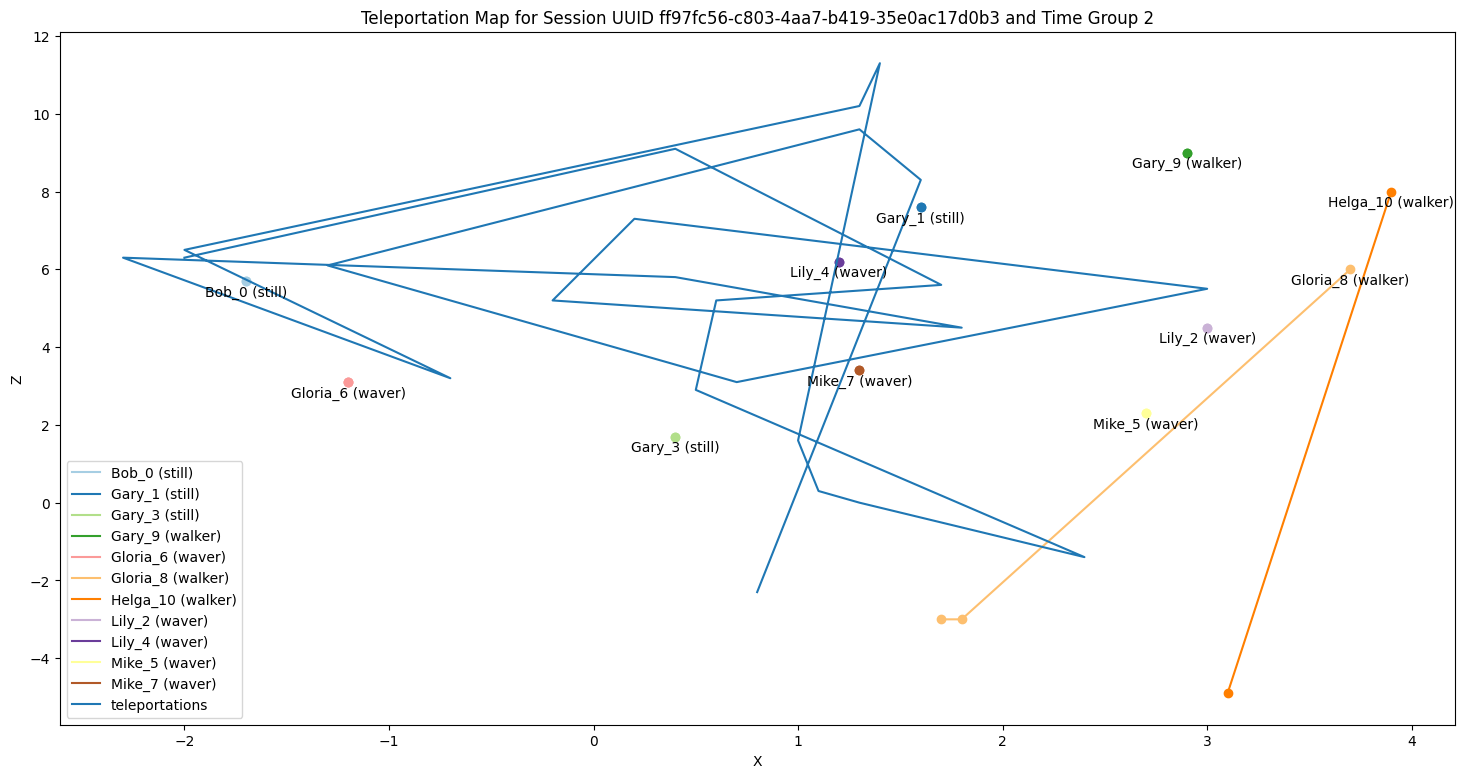 Teleportation Map for Session UUID ff97fc56-c803-4aa7-b419-35e0ac17d0b3 and Time Group 2
12
10
8
6
4
2
0
−2
−4
Z
Gary_9 (walker)
Helga_10 (walker)
Gary_1 (still)
Lily_4 (waver)
Gloria_8 (walker)
Bob_0 (still)
Lily_2 (waver)
Mike_7 (waver)
Gloria_6 (waver)
Mike_5 (waver)
Gary_3 (still)
Bob_0 (still)
Gary_1 (still)
Gary_3 (still)
Gary_9 (walker)
Gloria_6 (waver)
Gloria_8 (walker)
Helga_10 (walker)
Lily_2 (waver)
Lily_4 (waver)
Mike_5 (waver)
Mike_7 (waver)
teleportations
−2 −1 0 1 2 3 4
X